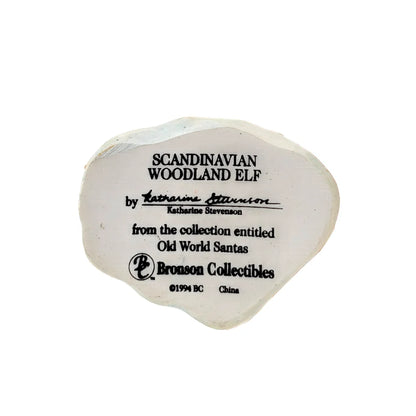 SCANDINAVIAN
WOODLAND ELF
by Katharine Stevenson
Katharine Stevenson
from the collection entitled
Old World Santas
BC™ Bronson Collectibles
©1994 BC China